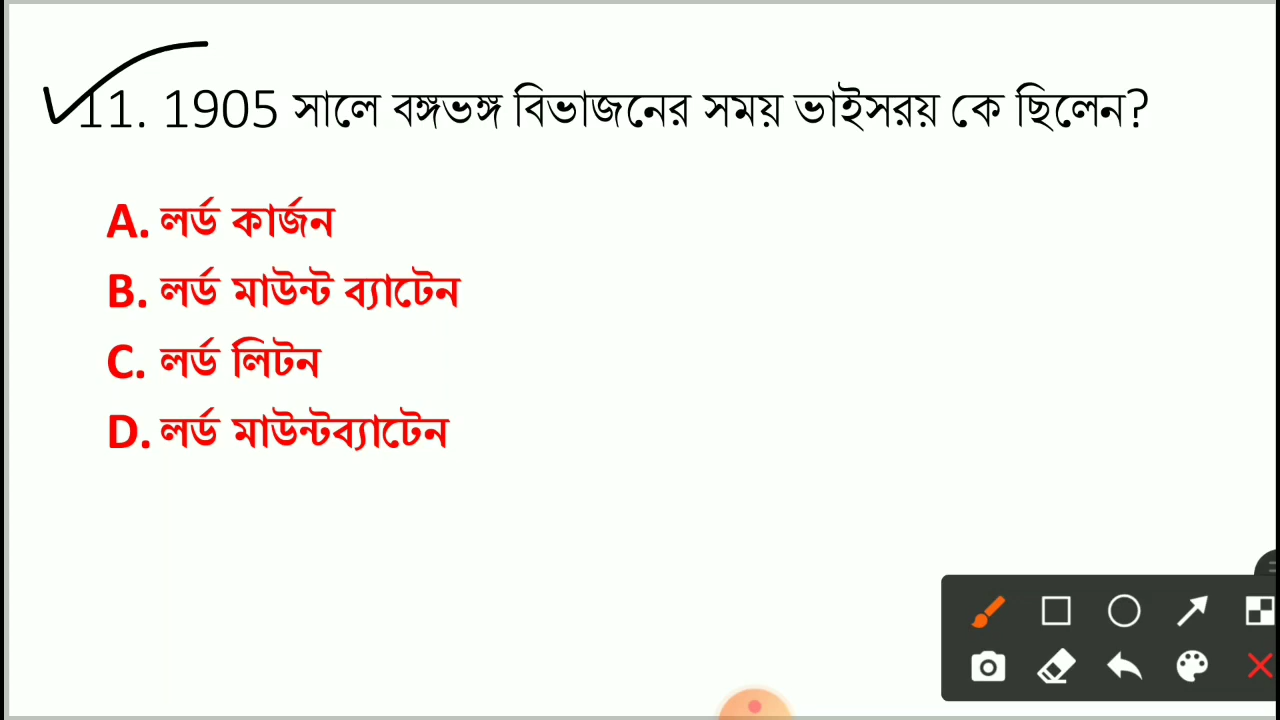 11. 1905 সালে বঙ্গভঙ্গ বিভাজনের সময় ভাইসরয় কে ছিলেন?
A. লর্ড কার্জন
B. লর্ড মাউন্ট ব্যাটেন
C. লর্ড লিটন
D. লর্ড মাউন্টব্যাটেন